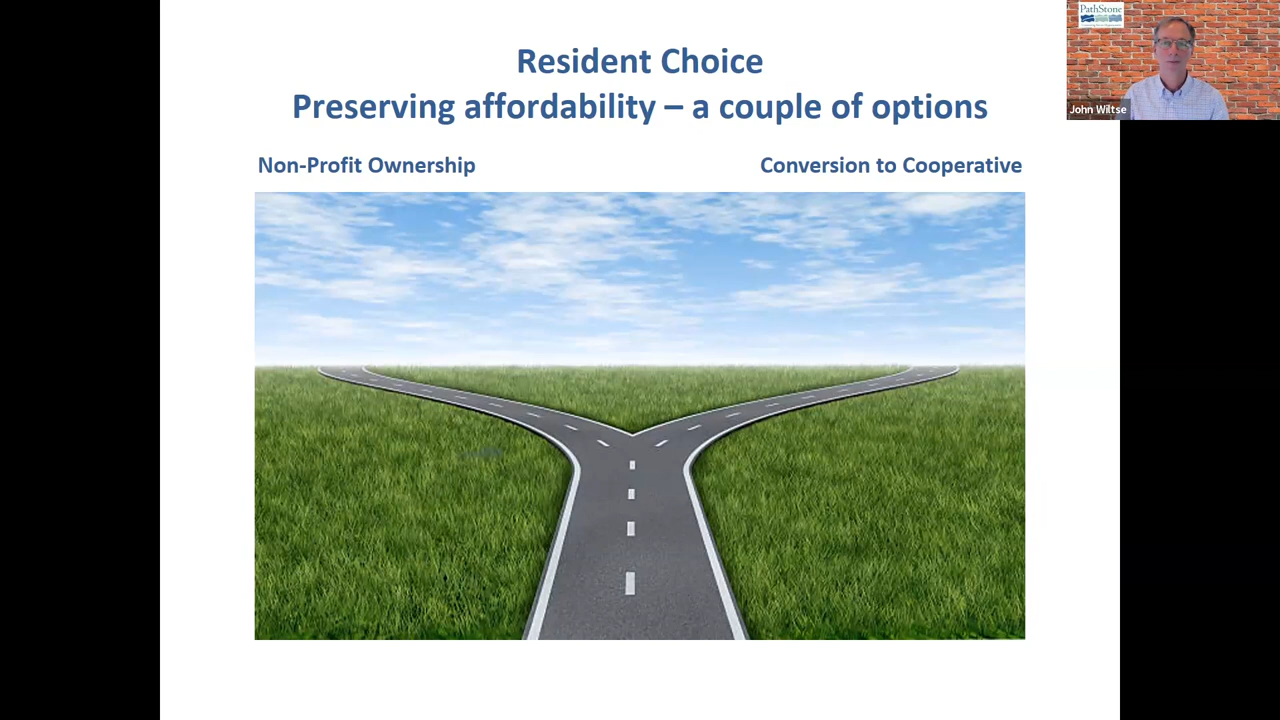 Resident Choice
Preserving affordability – a couple of options
Non-Profit Ownership
Conversion to Cooperative
PathStone
John Wiltse